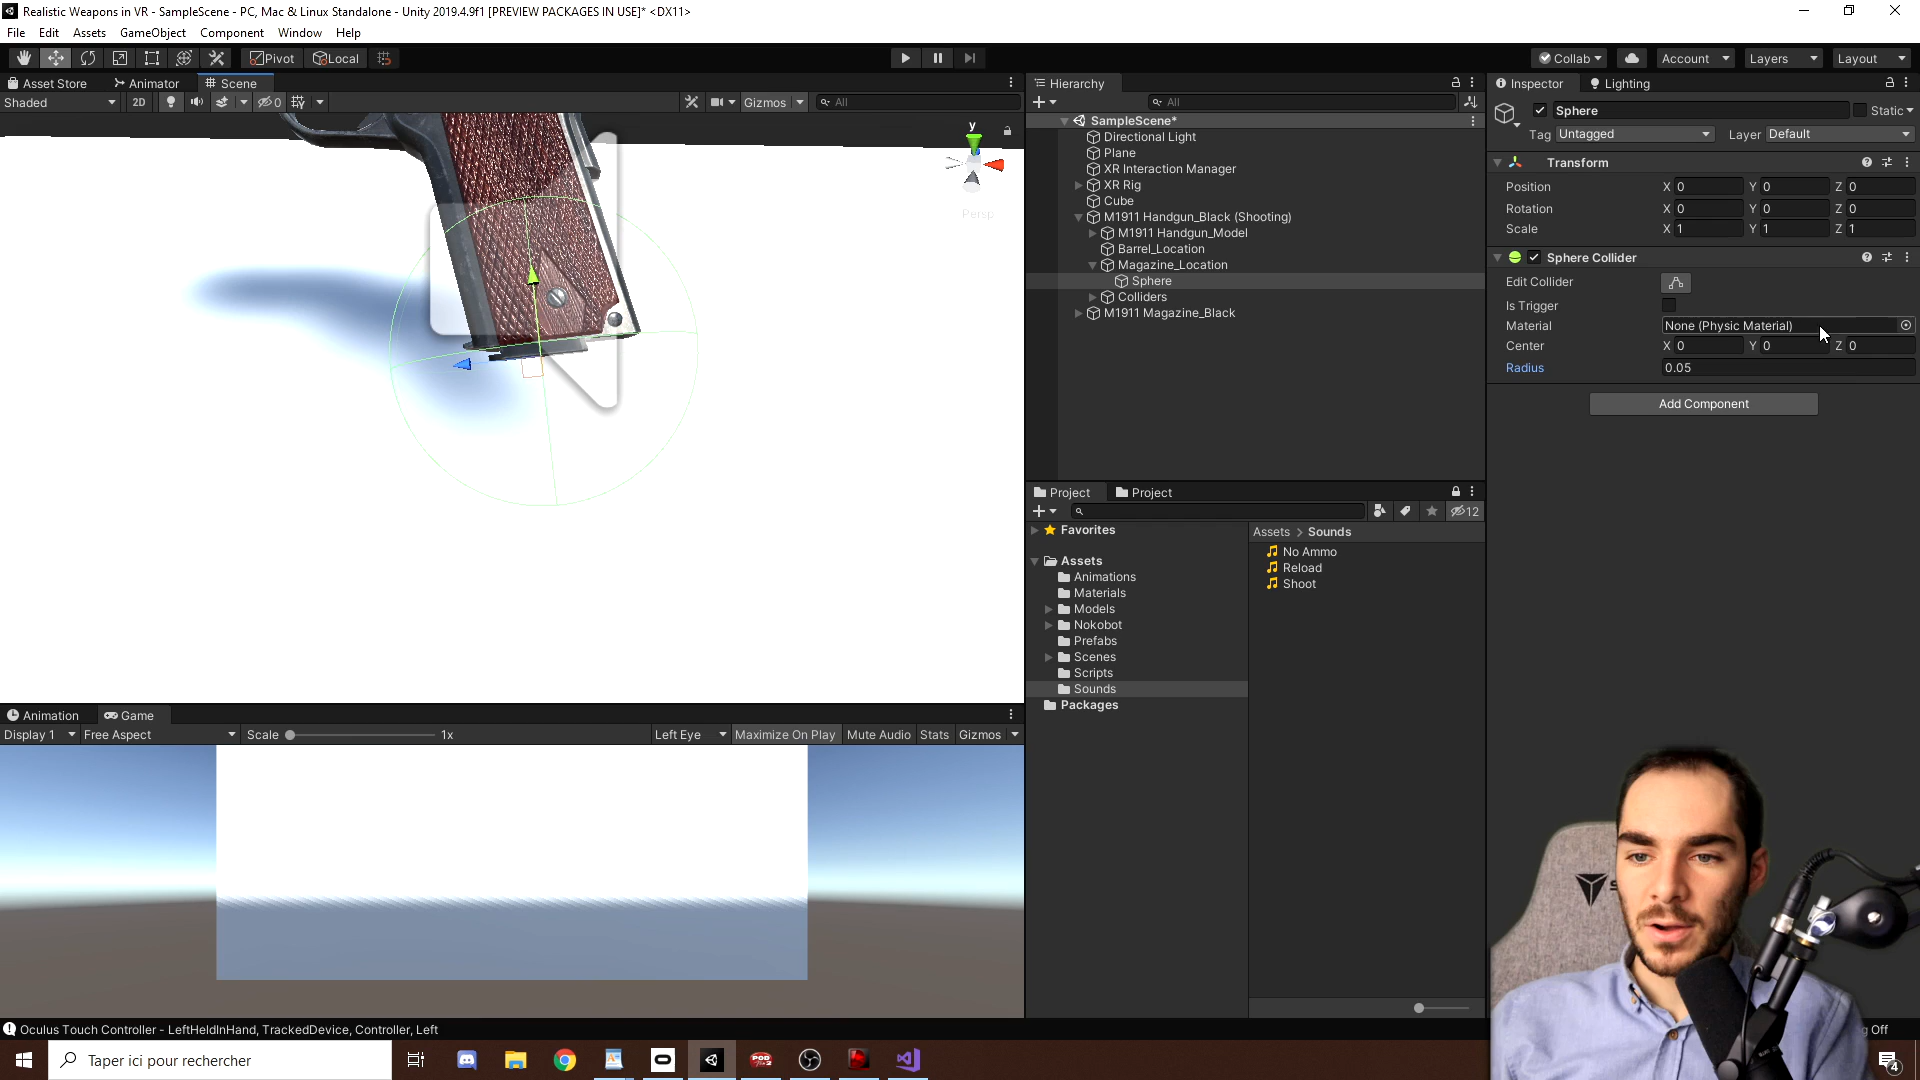 Realistic Weapons in VR - SampleScene - PC, Mac & Linux Standalone - Unity 2019.4.9f1 [PREVIEW PACKAGES IN USE]* <DX11>
File Edit Assets GameObject Component Window Help
Pivot Local
Collab Account Layers Layout
Asset Store Animator Scene
Shaded 2D 0 Gizmos All
y
Persp
Hierarchy
All
SampleScene*
Directional Light
Plane
XR Interaction Manager
XR Rig
Cube
M1911 Handgun_Black (Shooting)
M1911 Handgun_Model
Barrel_Location
Magazine_Location
Sphere
Colliders
M1911 Magazine_Black
Inspector Lighting
Sphere Static
Tag Untagged Layer Default
Transform
Position X 0 Y 0 Z 0
Rotation X 0 Y 0 Z 0
Scale X 1 Y 1 Z 1
Sphere Collider
Edit Collider
Is Trigger
Material None (Physic Material)
Center X 0 Y 0 Z 0
Radius 0.05
Add Component
Project Project
12
Favorites
Assets
Animations
Materials
Models
Nokobot
Prefabs
Scenes
Scripts
Sounds
Packages
Assets > Sounds
No Ammo
Reload
Shoot
Animation Game
Display 1 Free Aspect Scale 1x Left Eye Maximize On Play Mute Audio Stats Gizmos
Oculus Touch Controller - LeftHeldInHand, TrackedDevice, Controller, Left
Off
Taper ici pour rechercher
4